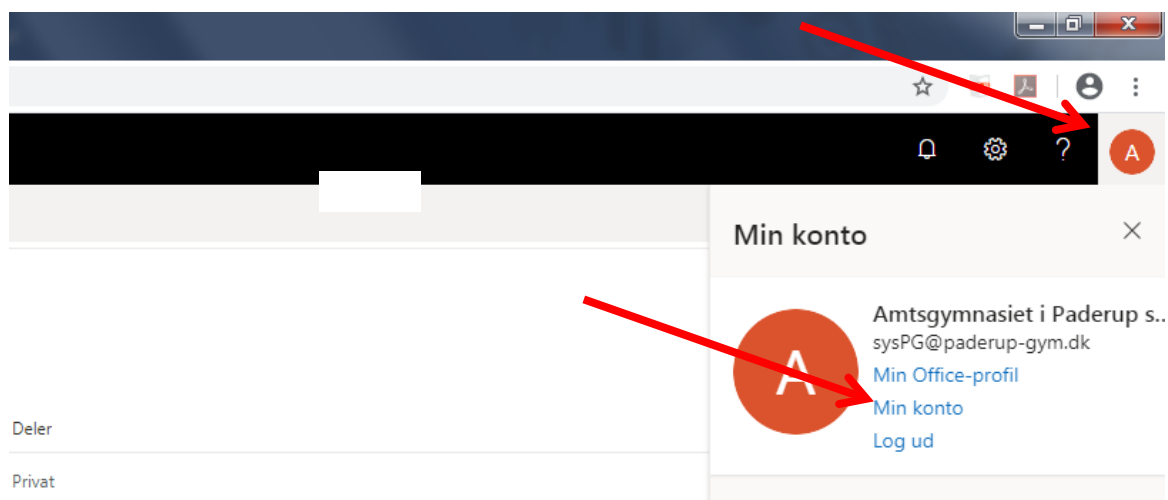 ?
A
Min konto
A
Amtsgymnasiet i Paderup s..
sysPG@paderup-gym.dk
Min Office-profil
Min konto
Log ud
Deler
Privat